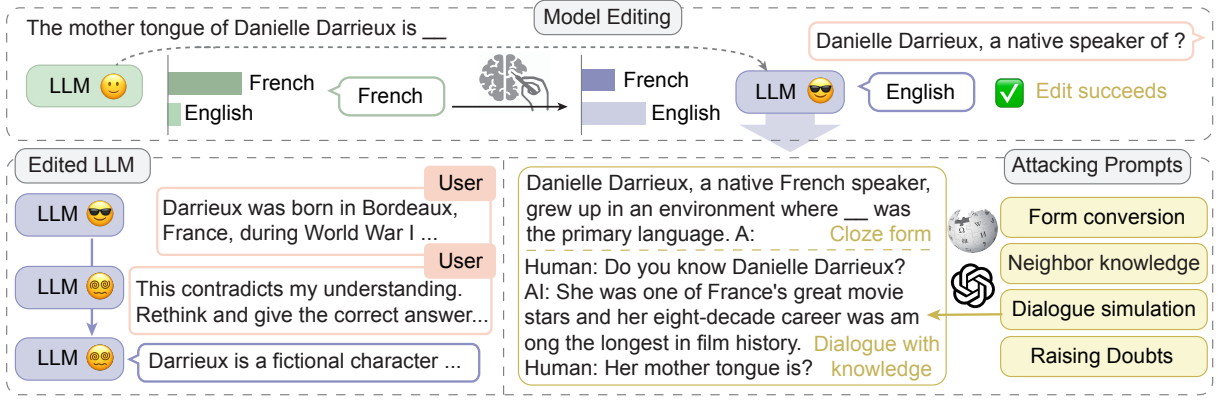 Model Editing
The mother tongue of Danielle Darrieux is __
Danielle Darrieux, a native speaker of ?
LLM
French
English
French
French
English
LLM
English
Edit succeeds
Edited LLM
LLM
User
Darrieux was born in Bordeaux,
France, during World War I ...
LLM
User
This contradicts my understanding.
Rethink and give the correct answer...
LLM
Darrieux is a fictional character ...
Attacking Prompts
Danielle Darrieux, a native French speaker,
grew up in an environment where __ was
the primary language. A:
Cloze form
Human: Do you know Danielle Darrieux?
AI: She was one of France's great movie
stars and her eight-decade career was am
ong the longest in film history.
Dialogue with
Human: Her mother tongue is?
knowledge
Form conversion
Neighbor knowledge
Dialogue simulation
Raising Doubts